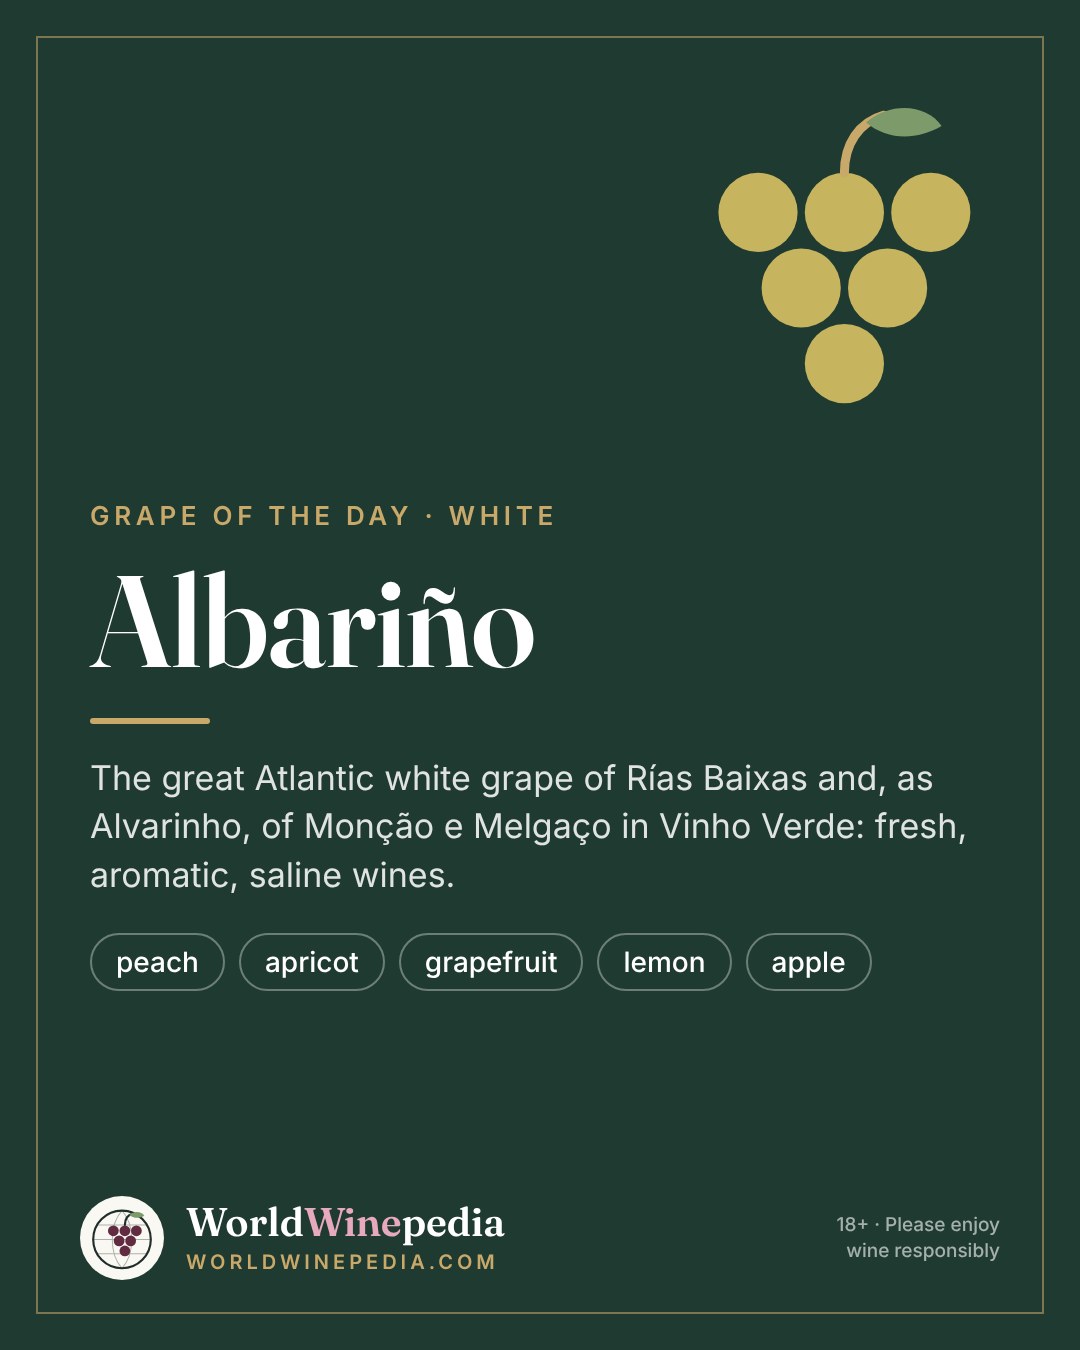 GRAPE OF THE DAY · WHITE
Albariño
The great Atlantic white grape of Rías Baixas and, as
Alvarinho, of Monção e Melgaço in Vinho Verde: fresh,
aromatic, saline wines.
peach apricot grapefruit lemon apple
WorldWinepedia
WORLDWINEPEDIA.COM
18+ · Please enjoy
wine responsibly